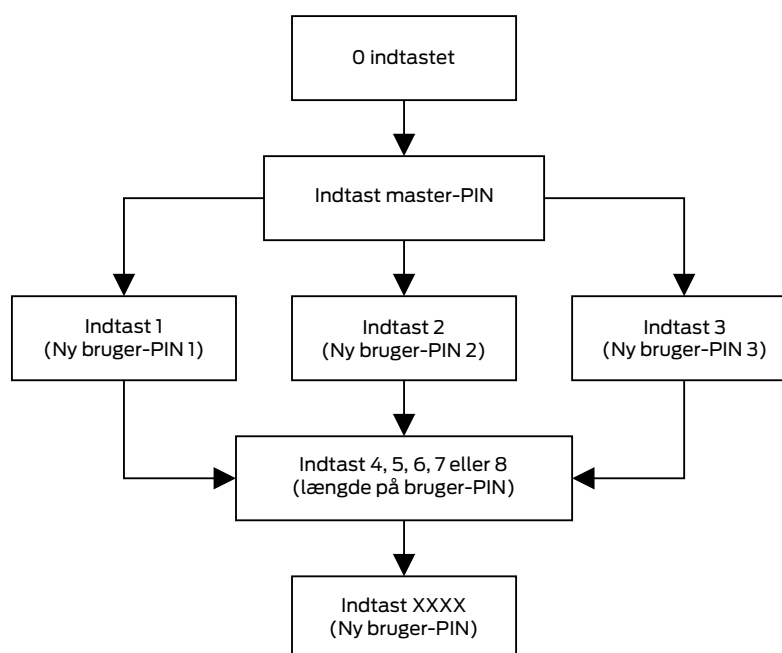 0 indtastet
Indtast master-PIN
Indtast 1
(Ny bruger-PIN 1)
Indtast 2
(Ny bruger-PIN 2)
Indtast 3
(Ny bruger-PIN 3)
Indtast 4, 5, 6, 7 eller 8
(længde på bruger-PIN)
Indtast XXXX
(Ny bruger-PIN)